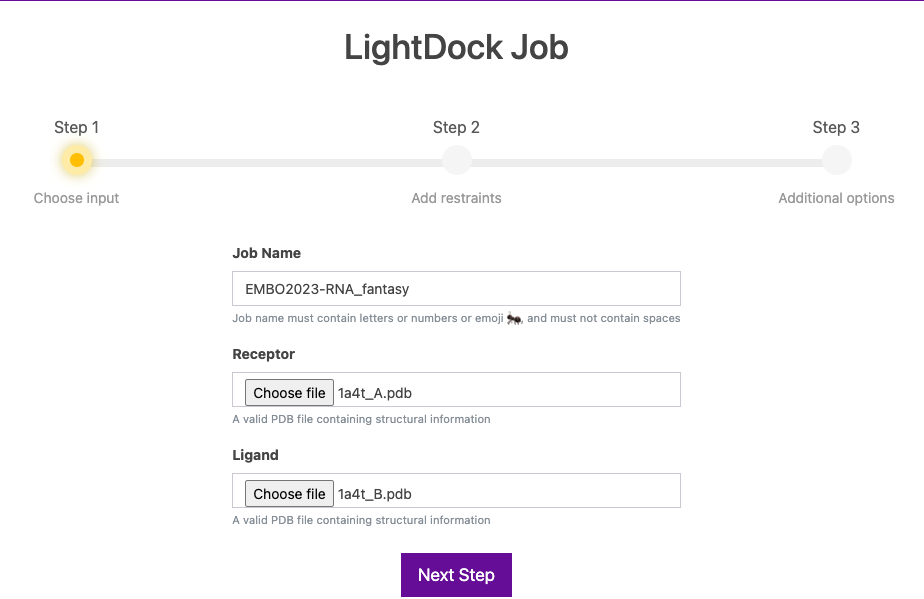 LightDock Job
Step 1
Step 2
Step 3
Choose input
Add restraints
Additional options
Job Name
EMBO2023-RNA_fantasy
Job name must contain letters or numbers or emoji 🐜, and must not contain spaces
Receptor
Choose file 1a4t_A.pdb
A valid PDB file containing structural information
Ligand
Choose file 1a4t_B.pdb
A valid PDB file containing structural information
Next Step